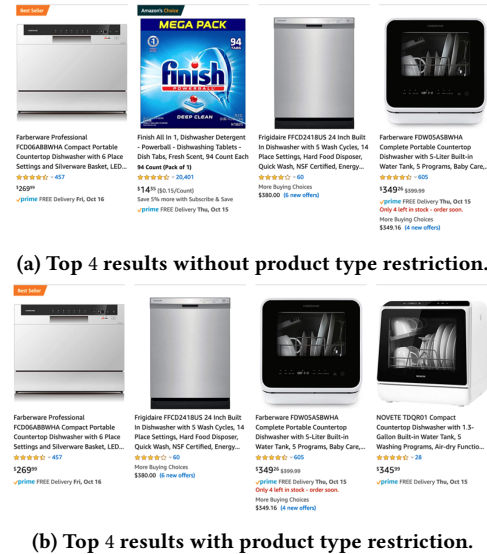 Best Seller
Amazon's Choice
MEGA PACK
94
TABS
finish
POWERBALL
DEEP CLEAN
Farberware Professional
FCD06ABBWHA Compact Portable
Countertop Dishwasher with 6 Place
Settings and Silverware Basket, LED...
457
$269⁹⁹
prime FREE Delivery Fri, Oct 16
Finish All In 1, Dishwasher Detergent
- Powerball - Dishwashing Tablets -
Dish Tabs, Fresh Scent, 94 Count Each
94 Count (Pack of 1)
20,401
$14⁵⁵ ($0.15/Count)
Save 5% more with Subscribe & Save
prime FREE Delivery Thu, Oct 15
Frigidaire FFCD2418US 24 Inch Built
In Dishwasher with 5 Wash Cycles, 14
Place Settings, Hard Food Disposer,
Quick Wash, NSF Certified, Energy...
60
More Buying Choices
$380.00 (6 new offers)
Farberware FDW05ASBWHA
Complete Portable Countertop
Dishwasher with 5-Liter Built-in
Water Tank, 5 Programs, Baby Care,...
605
$349²⁶ $399.99
prime FREE Delivery Thu, Oct 15
Only 4 left in stock - order soon.
More Buying Choices
$349.16 (4 new offers)
(a) Top 4 results without product type restriction.
Best Seller
Farberware Professional
FCD06ABBWHA Compact Portable
Countertop Dishwasher with 6 Place
Settings and Silverware Basket, LED...
457
$269⁹⁹
prime FREE Delivery Fri, Oct 16
Frigidaire FFCD2418US 24 Inch Built
In Dishwasher with 5 Wash Cycles, 14
Place Settings, Hard Food Disposer,
Quick Wash, NSF Certified, Energy...
60
More Buying Choices
$380.00 (6 new offers)
Farberware FDW05ASBWHA
Complete Portable Countertop
Dishwasher with 5-Liter Built-in
Water Tank, 5 Programs, Baby Care,...
605
$349²⁶ $399.99
prime FREE Delivery Thu, Oct 15
Only 4 left in stock - order soon.
More Buying Choices
$349.16 (4 new offers)
NOVETE TDQR01 Compact
Countertop Dishwasher with 1.3-
Gallon Built-in Water Tank, 5
Washing Programs, Air-dry Functio...
28
$345⁹⁹
prime FREE Delivery Thu, Oct 15
(b) Top 4 results with product type restriction.